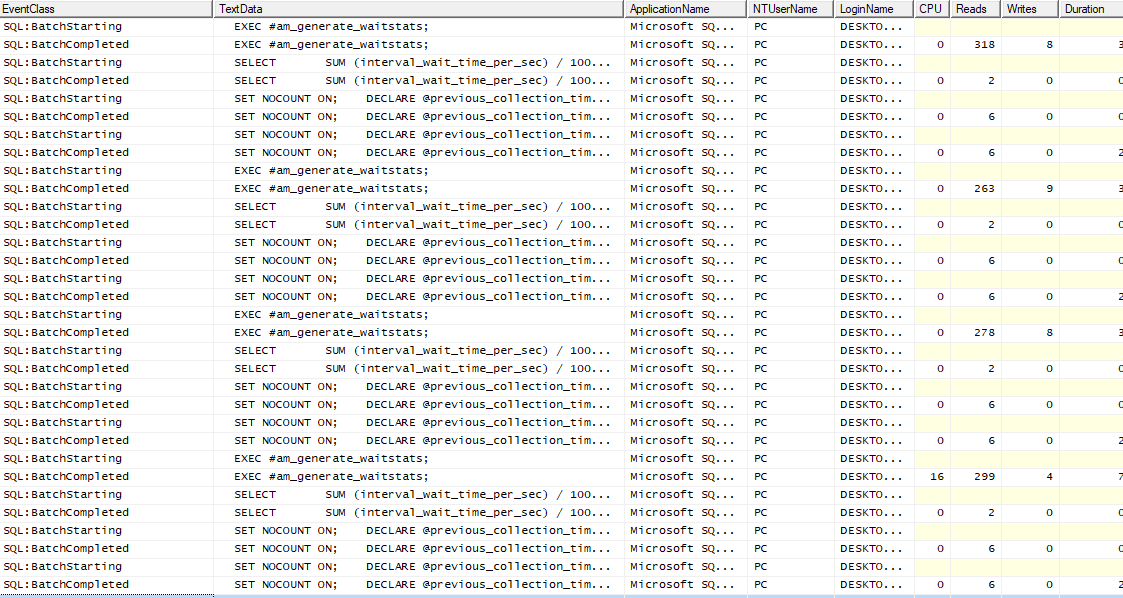 EventClass TextData ApplicationName NTUserName LoginName CPU Reads Writes Duration
SQL:BatchStarting EXEC #am_generate_waitstats; Microsoft SQ... PC DESKTO...
SQL:BatchCompleted EXEC #am_generate_waitstats; Microsoft SQ... PC DESKTO... 0 318 8 3
SQL:BatchStarting SELECT SUM (interval_wait_time_per_sec) / 100... Microsoft SQ... PC DESKTO...
SQL:BatchCompleted SELECT SUM (interval_wait_time_per_sec) / 100... Microsoft SQ... PC DESKTO... 0 2 0 0
SQL:BatchStarting SET NOCOUNT ON; DECLARE @previous_collection_tim... Microsoft SQ... PC DESKTO...
SQL:BatchCompleted SET NOCOUNT ON; DECLARE @previous_collection_tim... Microsoft SQ... PC DESKTO... 0 6 0 0
SQL:BatchStarting SET NOCOUNT ON; DECLARE @previous_collection_tim... Microsoft SQ... PC DESKTO...
SQL:BatchCompleted SET NOCOUNT ON; DECLARE @previous_collection_tim... Microsoft SQ... PC DESKTO... 0 6 0 2
SQL:BatchStarting EXEC #am_generate_waitstats; Microsoft SQ... PC DESKTO...
SQL:BatchCompleted EXEC #am_generate_waitstats; Microsoft SQ... PC DESKTO... 0 263 9 3
SQL:BatchStarting SELECT SUM (interval_wait_time_per_sec) / 100... Microsoft SQ... PC DESKTO...
SQL:BatchCompleted SELECT SUM (interval_wait_time_per_sec) / 100... Microsoft SQ... PC DESKTO... 0 2 0 0
SQL:BatchStarting SET NOCOUNT ON; DECLARE @previous_collection_tim... Microsoft SQ... PC DESKTO...
SQL:BatchCompleted SET NOCOUNT ON; DECLARE @previous_collection_tim... Microsoft SQ... PC DESKTO... 0 6 0 0
SQL:BatchStarting SET NOCOUNT ON; DECLARE @previous_collection_tim... Microsoft SQ... PC DESKTO...
SQL:BatchCompleted SET NOCOUNT ON; DECLARE @previous_collection_tim... Microsoft SQ... PC DESKTO... 0 6 0 2
SQL:BatchStarting EXEC #am_generate_waitstats; Microsoft SQ... PC DESKTO...
SQL:BatchCompleted EXEC #am_generate_waitstats; Microsoft SQ... PC DESKTO... 0 278 8 3
SQL:BatchStarting SELECT SUM (interval_wait_time_per_sec) / 100... Microsoft SQ... PC DESKTO...
SQL:BatchCompleted SELECT SUM (interval_wait_time_per_sec) / 100... Microsoft SQ... PC DESKTO... 0 2 0 0
SQL:BatchStarting SET NOCOUNT ON; DECLARE @previous_collection_tim... Microsoft SQ... PC DESKTO...
SQL:BatchCompleted SET NOCOUNT ON; DECLARE @previous_collection_tim... Microsoft SQ... PC DESKTO... 0 6 0 0
SQL:BatchStarting SET NOCOUNT ON; DECLARE @previous_collection_tim... Microsoft SQ... PC DESKTO...
SQL:BatchCompleted SET NOCOUNT ON; DECLARE @previous_collection_tim... Microsoft SQ... PC DESKTO... 0 6 0 2
SQL:BatchStarting EXEC #am_generate_waitstats; Microsoft SQ... PC DESKTO...
SQL:BatchCompleted EXEC #am_generate_waitstats; Microsoft SQ... PC DESKTO... 16 299 4 7
SQL:BatchStarting SELECT SUM (interval_wait_time_per_sec) / 100... Microsoft SQ... PC DESKTO...
SQL:BatchCompleted SELECT SUM (interval_wait_time_per_sec) / 100... Microsoft SQ... PC DESKTO... 0 2 0 0
SQL:BatchStarting SET NOCOUNT ON; DECLARE @previous_collection_tim... Microsoft SQ... PC DESKTO...
SQL:BatchCompleted SET NOCOUNT ON; DECLARE @previous_collection_tim... Microsoft SQ... PC DESKTO... 0 6 0 0
SQL:BatchStarting SET NOCOUNT ON; DECLARE @previous_collection_tim... Microsoft SQ... PC DESKTO...
SQL:BatchCompleted SET NOCOUNT ON; DECLARE @previous_collection_tim... Microsoft SQ... PC DESKTO... 0 6 0 2